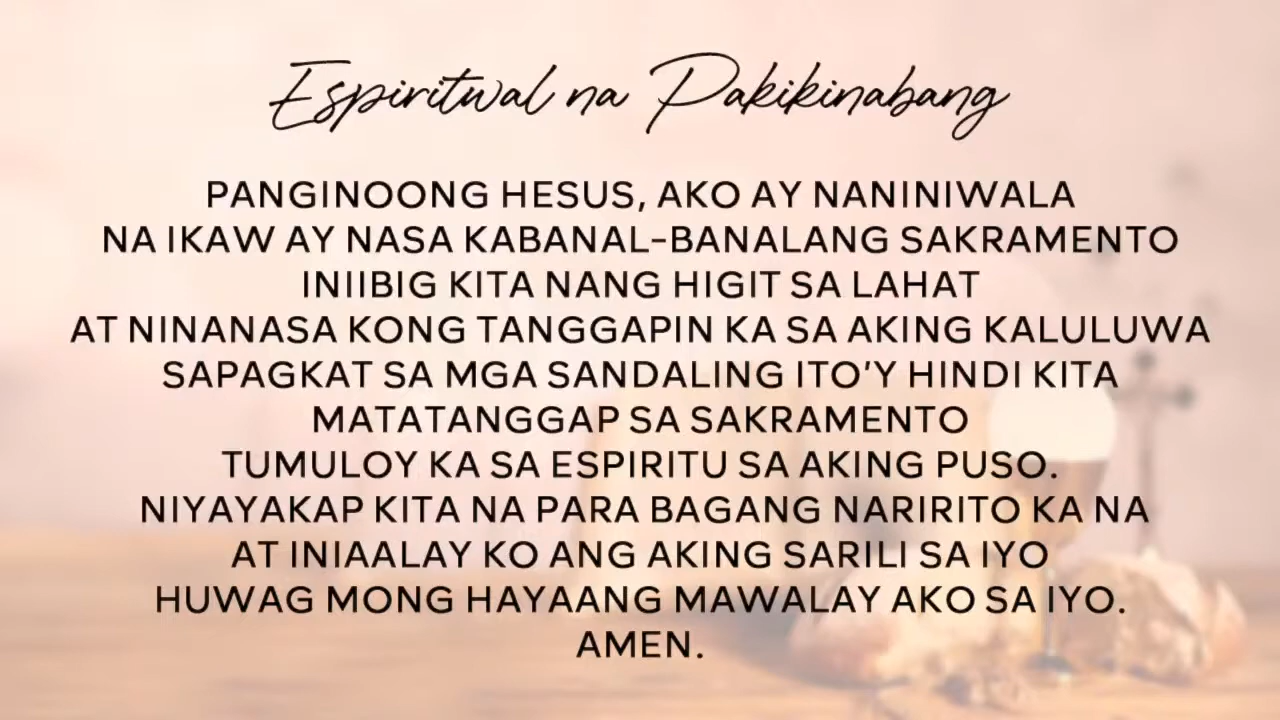 Espiritwal na Pakikinabang
PANGINOONG HESUS, AKO AY NANINIWALA
NA IKAW AY NASA KABANAL-BANALANG SAKRAMENTO
INIIBIG KITA NANG HIGIT SA LAHAT
AT NINANASA KONG TANGGAPIN KA SA AKING KALULUWA
SAPAGKAT SA MGA SANDALING ITO'Y HINDI KITA
MATATANGGAP SA SAKRAMENTO
TUMULOY KA SA ESPIRITU SA AKING PUSO.
NIYAYAKAP KITA NA PARA BAGANG NARIRITO KA NA
AT INIAALAY KO ANG AKING SARILI SA IYO
HUWAG MONG HAYAANG MAWALAY AKO SA IYO.
AMEN.